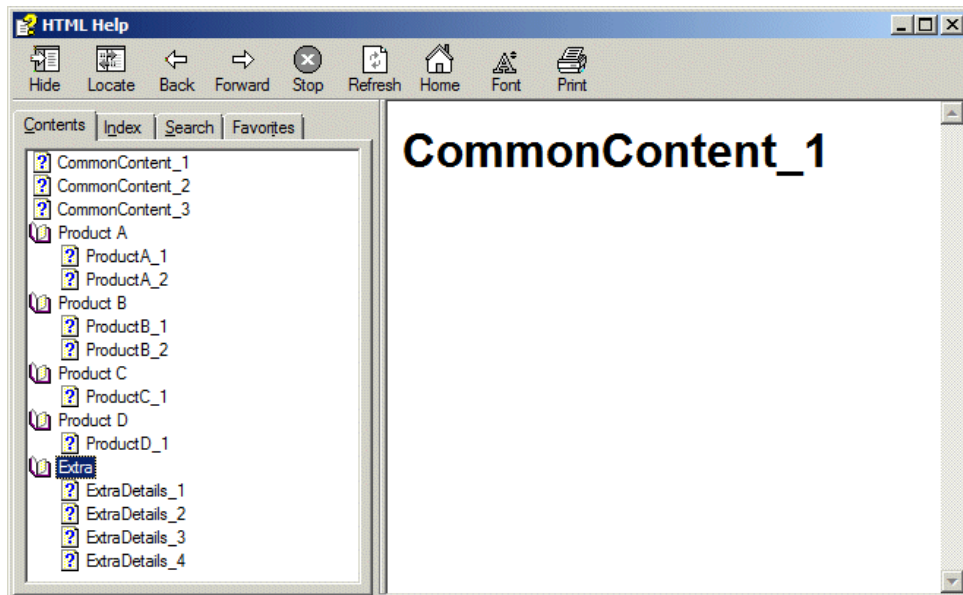 HTML Help
Hide Locate Back Forward Stop Refresh Home Font Print
Contents Index Search Favorites
CommonContent_1
CommonContent_1
CommonContent_2
CommonContent_3
Product A
ProductA_1
ProductA_2
Product B
ProductB_1
ProductB_2
Product C
ProductC_1
Product D
ProductD_1
Extra
ExtraDetails_1
ExtraDetails_2
ExtraDetails_3
ExtraDetails_4